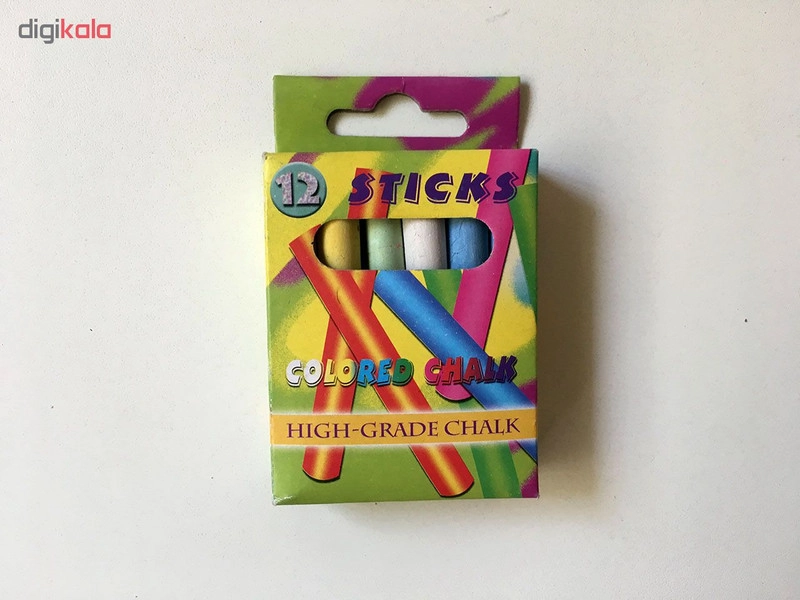 digikala
12 STICKS
COLORED CHALK
HIGH-GRADE CHALK